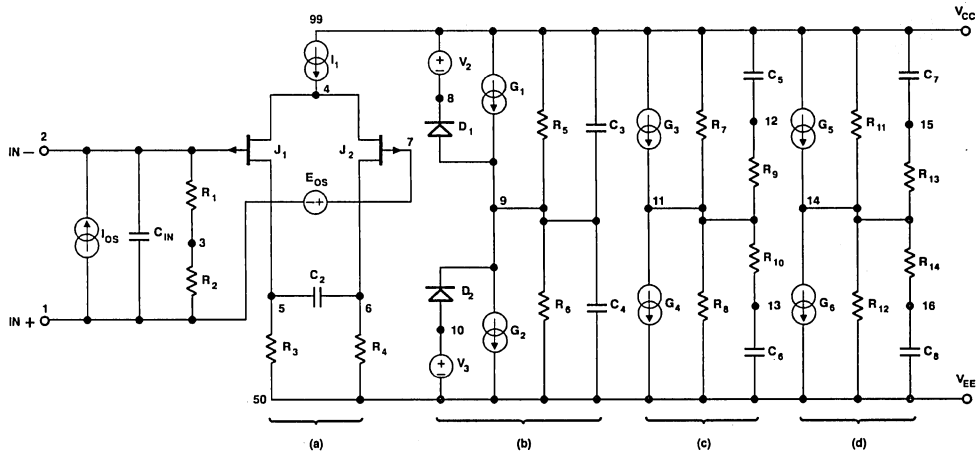 99
V_CC
I_1
4
V_2
8
D_1
G_1
R_5
C_3
G_3
R_7
C_5
12
R_9
G_5
R_11
C_7
15
R_13
2
IN −
J_1
J_2
7
R_1
E_OS
− +
9
11
14
I_OS
C_IN
3
R_2
C_2
5
6
D_2
10
V_3
G_2
R_6
C_4
G_4
R_8
R_10
13
C_6
G_6
R_12
R_14
16
C_8
1
IN +
R_3
R_4
50
V_EE
(a)
(b)
(c)
(d)